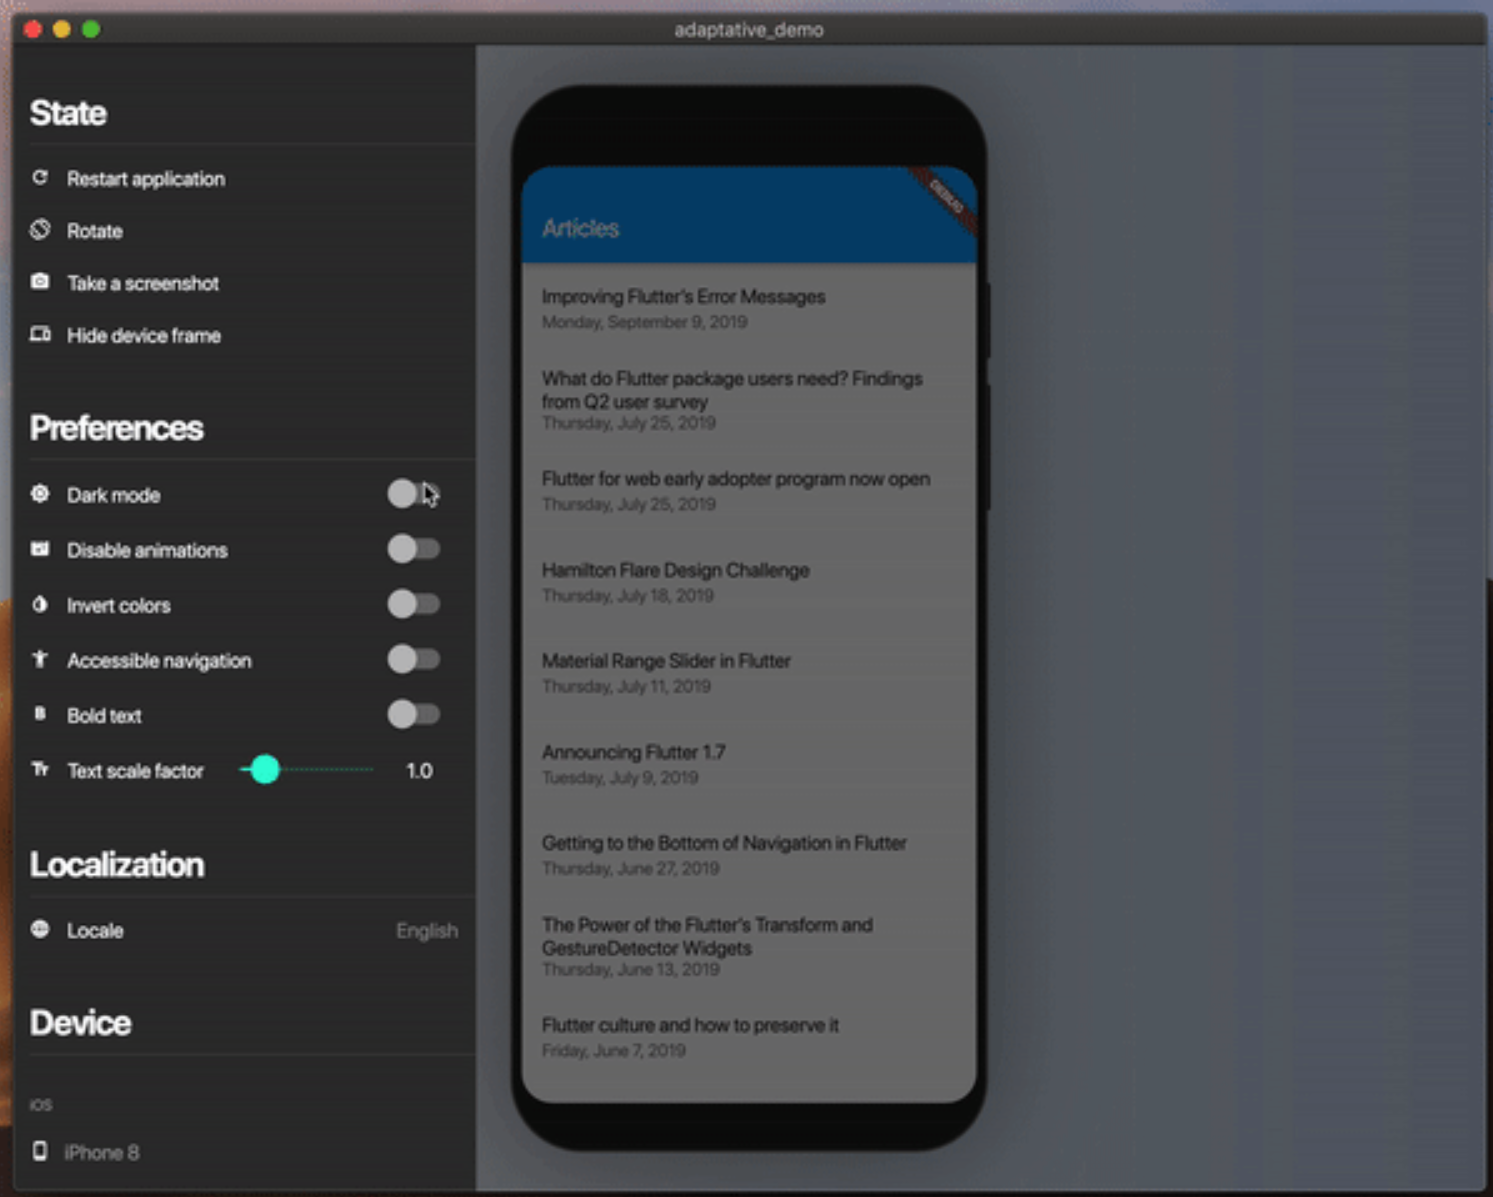 adaptative_demo
State
Restart application
Rotate
Take a screenshot
Hide device frame
Preferences
Dark mode
Disable animations
Invert colors
Accessible navigation
B Bold text
Tr Text scale factor 1.0
Localization
Locale English
Device
iOS
iPhone 8
DEBUG
Articles
Improving Flutter's Error Messages
Monday, September 9, 2019
What do Flutter package users need? Findings
from Q2 user survey
Thursday, July 25, 2019
Flutter for web early adopter program now open
Thursday, July 25, 2019
Hamilton Flare Design Challenge
Thursday, July 18, 2019
Material Range Slider in Flutter
Thursday, July 11, 2019
Announcing Flutter 1.7
Tuesday, July 9, 2019
Getting to the Bottom of Navigation in Flutter
Thursday, June 27, 2019
The Power of the Flutter's Transform and
GestureDetector Widgets
Thursday, June 13, 2019
Flutter culture and how to preserve it
Friday, June 7, 2019